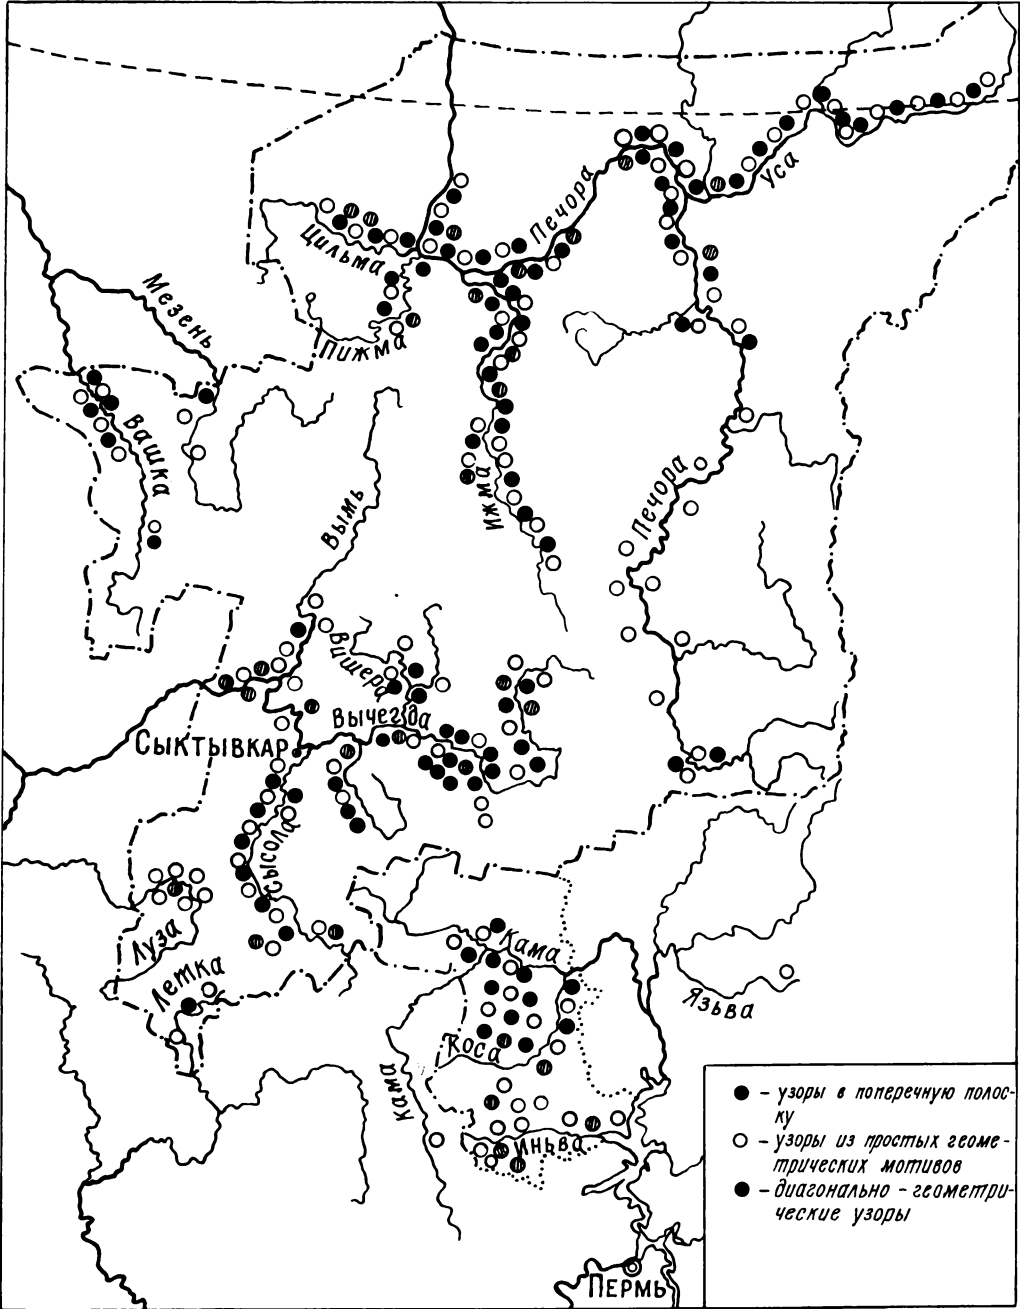 Уса
Печора
Цильма
Мезень
Пижма
Вашка
Ижма
Печора
Вымь
Вишера
Вычегда
Сыктывкар
Сысола
Луза
Летка
Кама
Язьва
Коса
Кама
Иньва
Пермь
– узоры в поперечную полос-
ку
– узоры из простых геоме-
трических мотивов
– диагонально – геометри-
ческие узоры